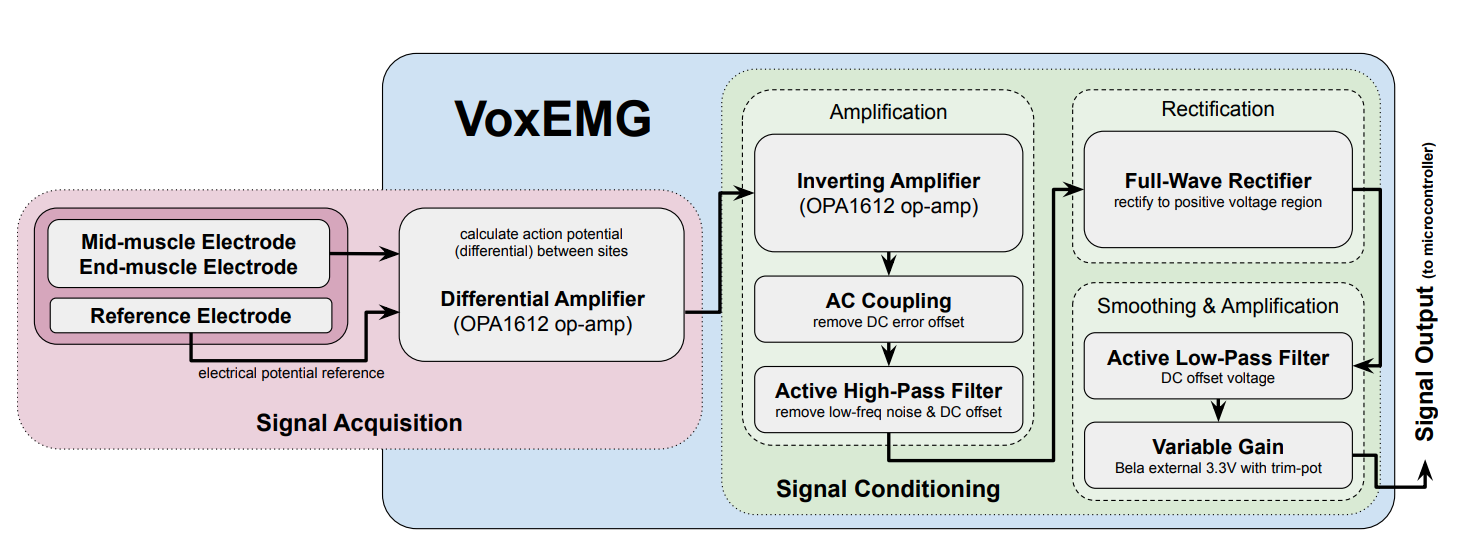 VoxEMG
Mid-muscle Electrode
End-muscle Electrode
Reference Electrode
electrical potential reference
calculate action potential
(differential) between sites
Differential Amplifier
(OPA1612 op-amp)
Signal Acquisition
Amplification
Inverting Amplifier
(OPA1612 op-amp)
AC Coupling
remove DC error offset
Active High-Pass Filter
remove low-freq noise & DC offset
Signal Conditioning
Rectification
Full-Wave Rectifier
rectify to positive voltage region
Smoothing & Amplification
Active Low-Pass Filter
DC offset voltage
Variable Gain
Bela external 3.3V with trim-pot
Signal Output (to microcontroller)